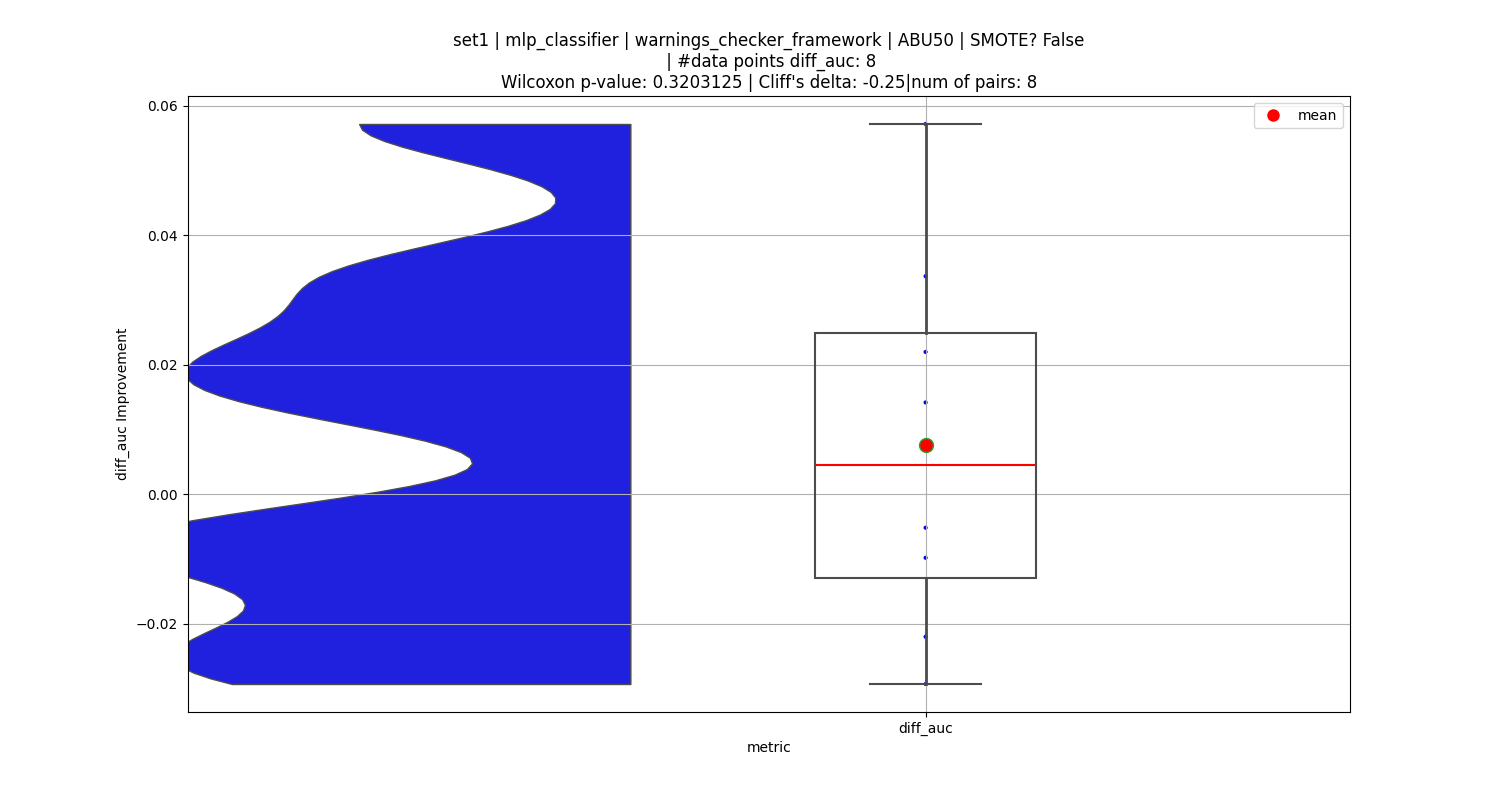 set1 | mlp_classifier | warnings_checker_framework | ABU50 | SMOTE? False
| #data points diff_auc: 8
Wilcoxon p-value: 0.3203125 | Cliff's delta: -0.25|num of pairs: 8
mean
0.06
0.04
0.02
0.00
−0.02
diff_auc Improvement
diff_auc
metric